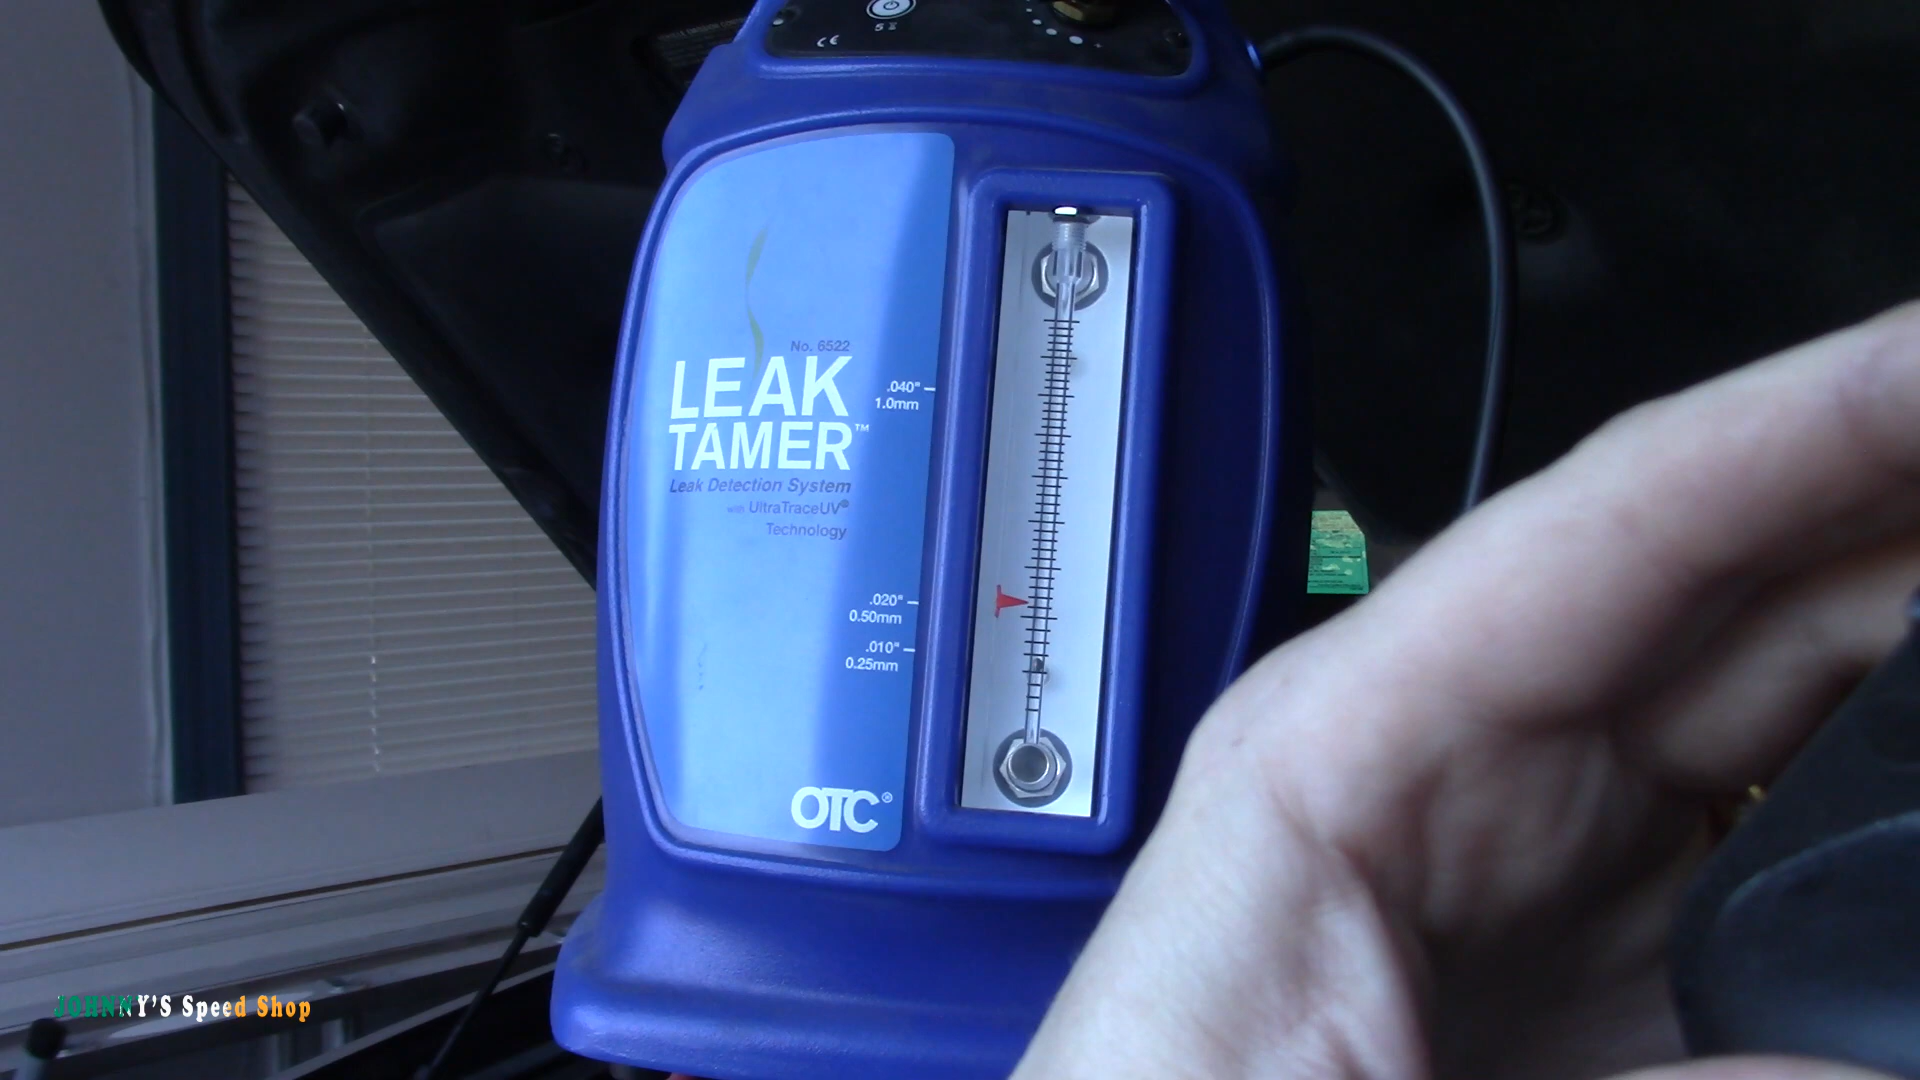 CE
No. 6522
LEAK
TAMER™
Leak Detection System
with UltraTraceUV®
Technology
.040"
1.0mm
.020"
0.50mm
.010"
0.25mm
OTC®
JOHNNY'S Speed Shop